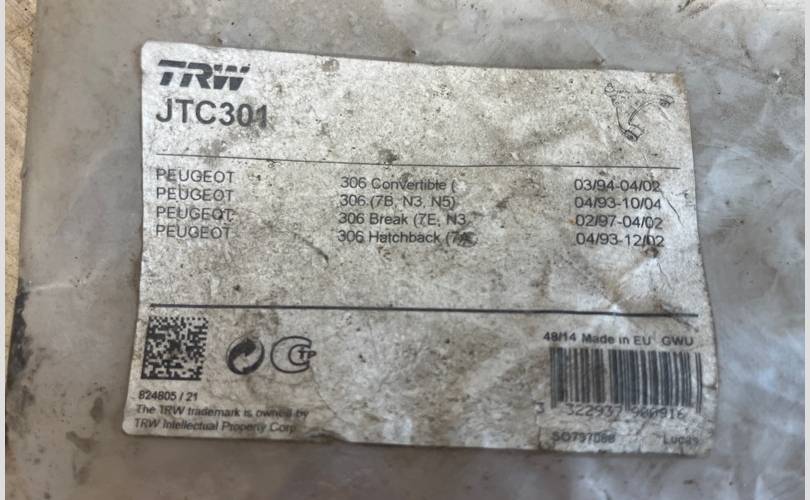 TRW
JTC301
PEUGEOT 306 Convertible ( 03/94-04/02
PEUGEOT 306 (7B, N3, N5) 04/93-10/04
PEUGEOT 306 Break (7E, N3, 02/97-04/02
PEUGEOT 306 Hatchback (7A, 04/93-12/02
48/14 Made in EU GWU
824805 / 21
The TRW trademark is owned by
TRW Intellectual Property Corp.
3 322937 900916
Lucas